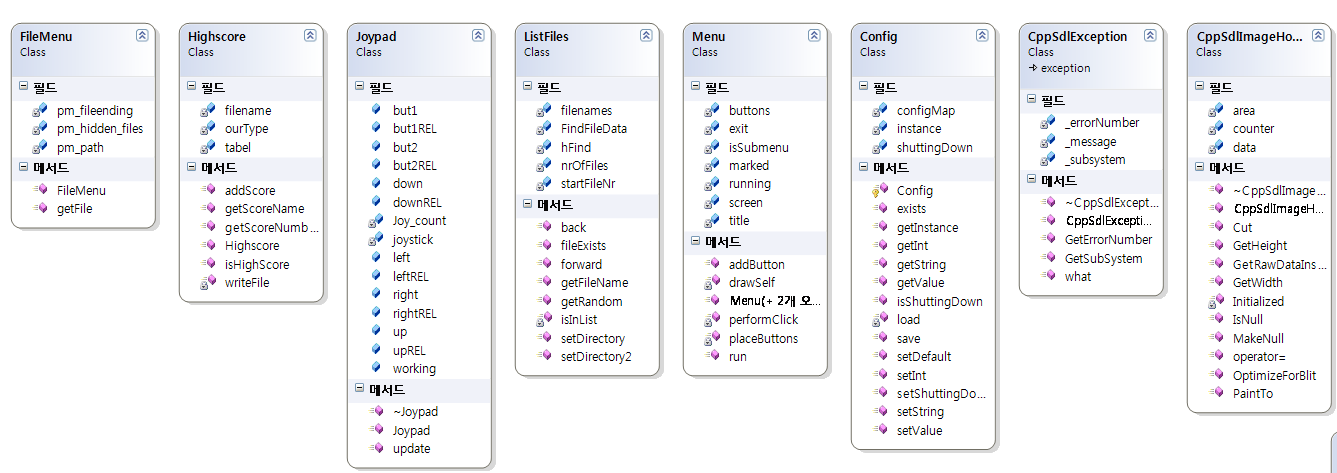 FileMenu
Class
필드
pm_fileending
pm_hidden_files
pm_path
메서드
FileMenu
getFile
Highscore
Class
필드
filename
ourType
tabel
메서드
addScore
getScoreName
getScoreNumb...
Highscore
isHighScore
writeFile
Joypad
Class
필드
but1
but1REL
but2
but2REL
down
downREL
Joy_count
joystick
left
leftREL
right
rightREL
up
upREL
working
메서드
~Joypad
Joypad
update
ListFiles
Class
필드
filenames
FindFileData
hFind
nrOfFiles
startFileNr
메서드
back
fileExists
forward
getFileName
getRandom
isInList
setDirectory
setDirectory2
Menu
Class
필드
buttons
exit
isSubmenu
marked
running
screen
title
메서드
addButton
drawSelf
Menu(+ 2개 오...
performClick
placeButtons
run
Config
Class
필드
configMap
instance
shuttingDown
메서드
Config
exists
getInstance
getInt
getString
getValue
isShuttingDown
load
save
setDefault
setInt
setShuttingDo...
setString
setValue
CppSdlException
Class
exception
필드
_errorNumber
_message
_subsystem
메서드
~CppSdlExcept...
CppSdlExcepti...
GetErrorNumber
GetSubSystem
what
CppSdlImageHo...
Class
필드
area
counter
data
메서드
~CppSdlImage...
CppSdlImageH...
Cut
GetHeight
GetRawDataIns...
GetWidth
Initialized
IsNull
MakeNull
operator=
OptimizeForBlit
PaintTo